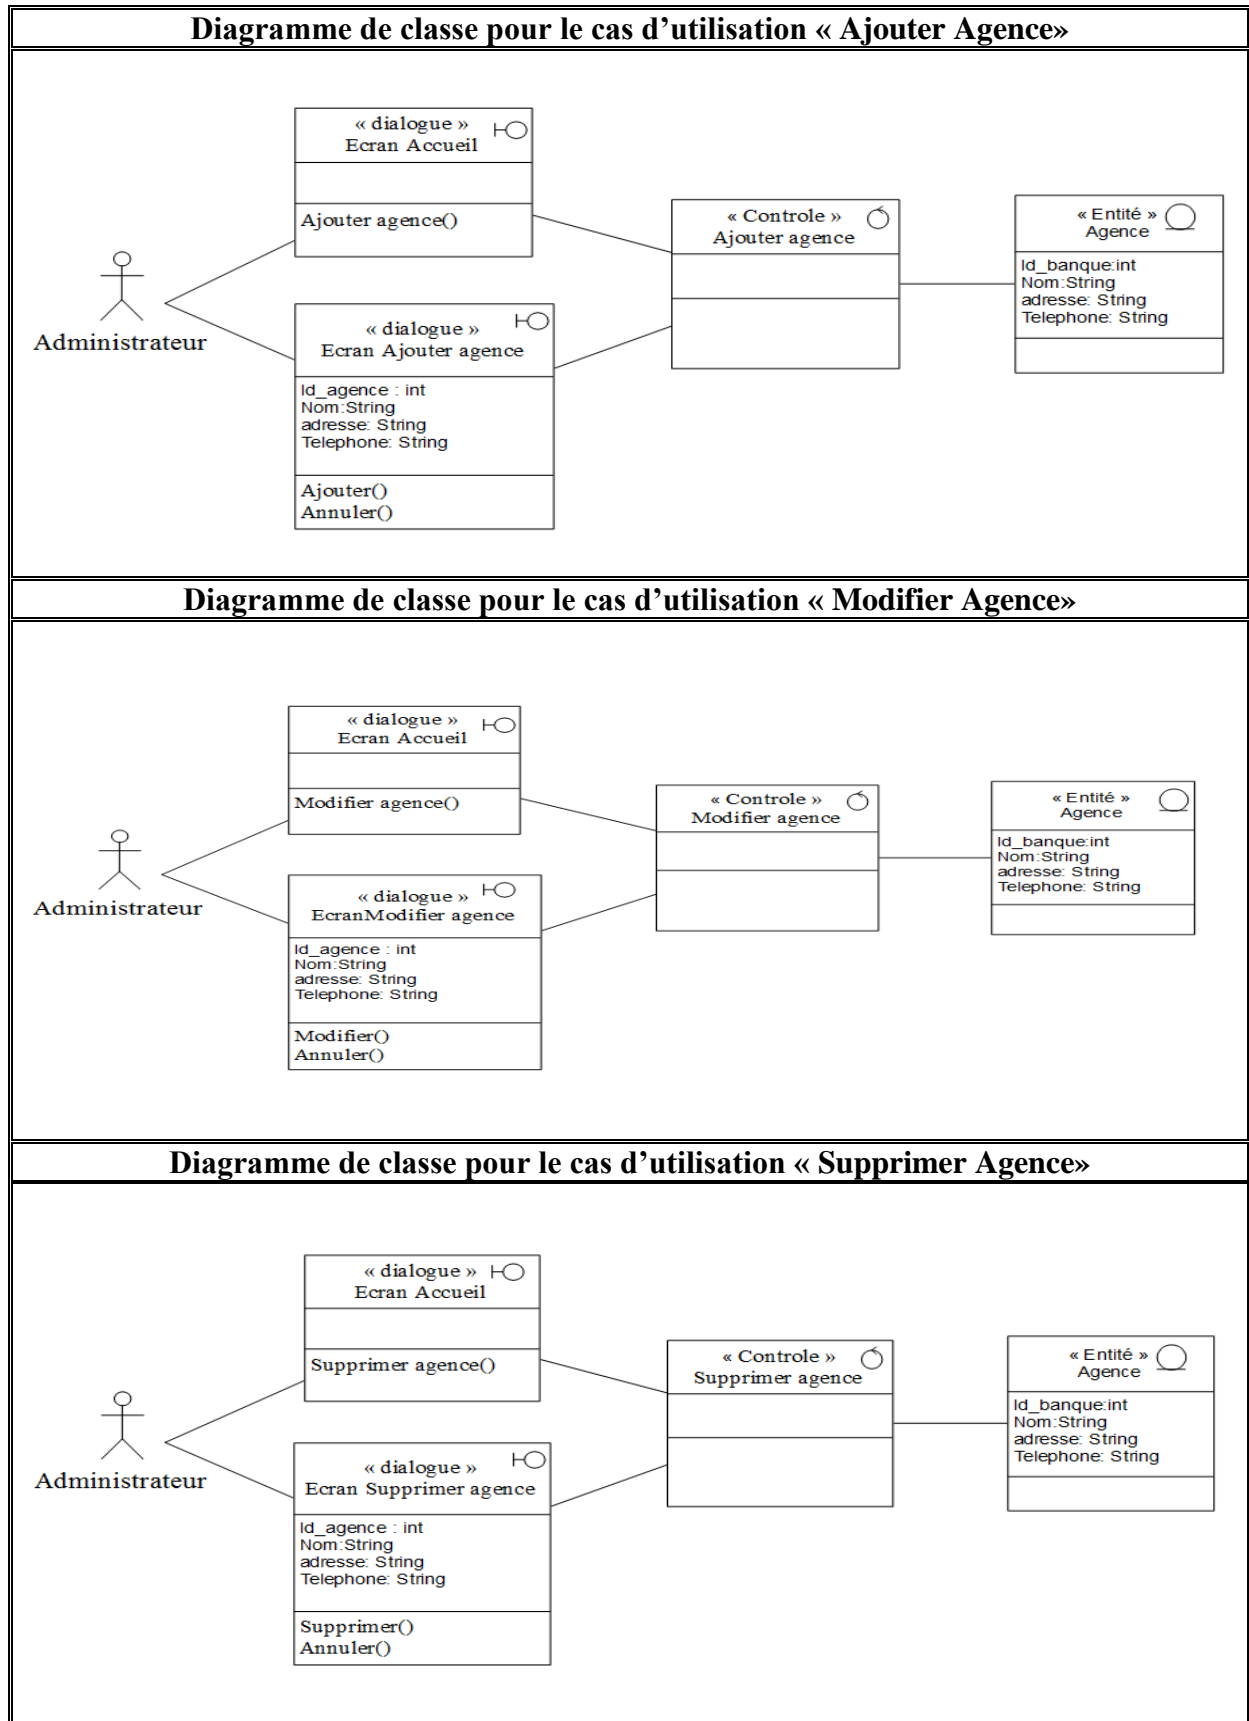 Diagramme de classe pour le cas d’utilisation « Ajouter Agence»
« dialogue »
Ecran Accueil
Ajouter agence()
« Controle »
Ajouter agence
« Entité »
Agence
Id_banque:int
Nom:String
adresse: String
Telephone: String
Administrateur
« dialogue »
Ecran Ajouter agence
Id_agence : int
Nom:String
adresse: String
Telephone: String
Ajouter()
Annuler()
Diagramme de classe pour le cas d’utilisation « Modifier Agence»
« dialogue »
Ecran Accueil
Modifier agence()
« Controle »
Modifier agence
« Entité »
Agence
Id_banque:int
Nom:String
adresse: String
Telephone: String
Administrateur
« dialogue »
EcranModifier agence
Id_agence : int
Nom:String
adresse: String
Telephone: String
Modifier()
Annuler()
Diagramme de classe pour le cas d’utilisation « Supprimer Agence»
« dialogue »
Ecran Accueil
Supprimer agence()
« Controle »
Supprimer agence
« Entité »
Agence
Id_banque:int
Nom:String
adresse: String
Telephone: String
Administrateur
« dialogue »
Ecran Supprimer agence
Id_agence : int
Nom:String
adresse: String
Telephone: String
Supprimer()
Annuler()